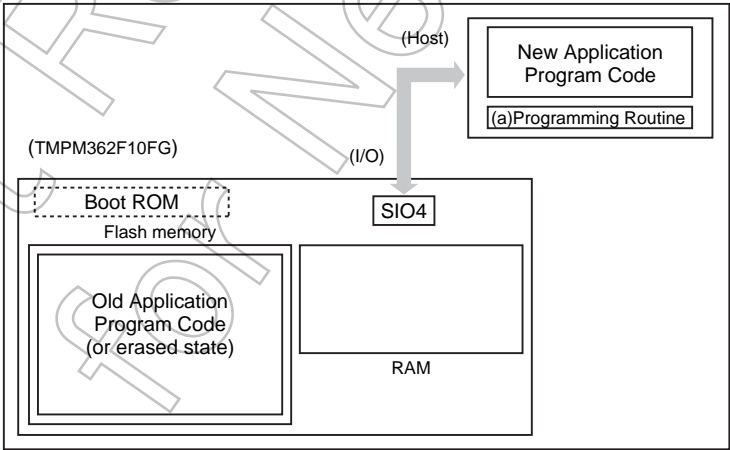 (Host)
New Application
Program Code
(a)Programming Routine
(TMPM362F10FG)
(I/O)
Boot ROM
SIO4
Flash memory
Old Application
Program Code
(or erased state)
RAM